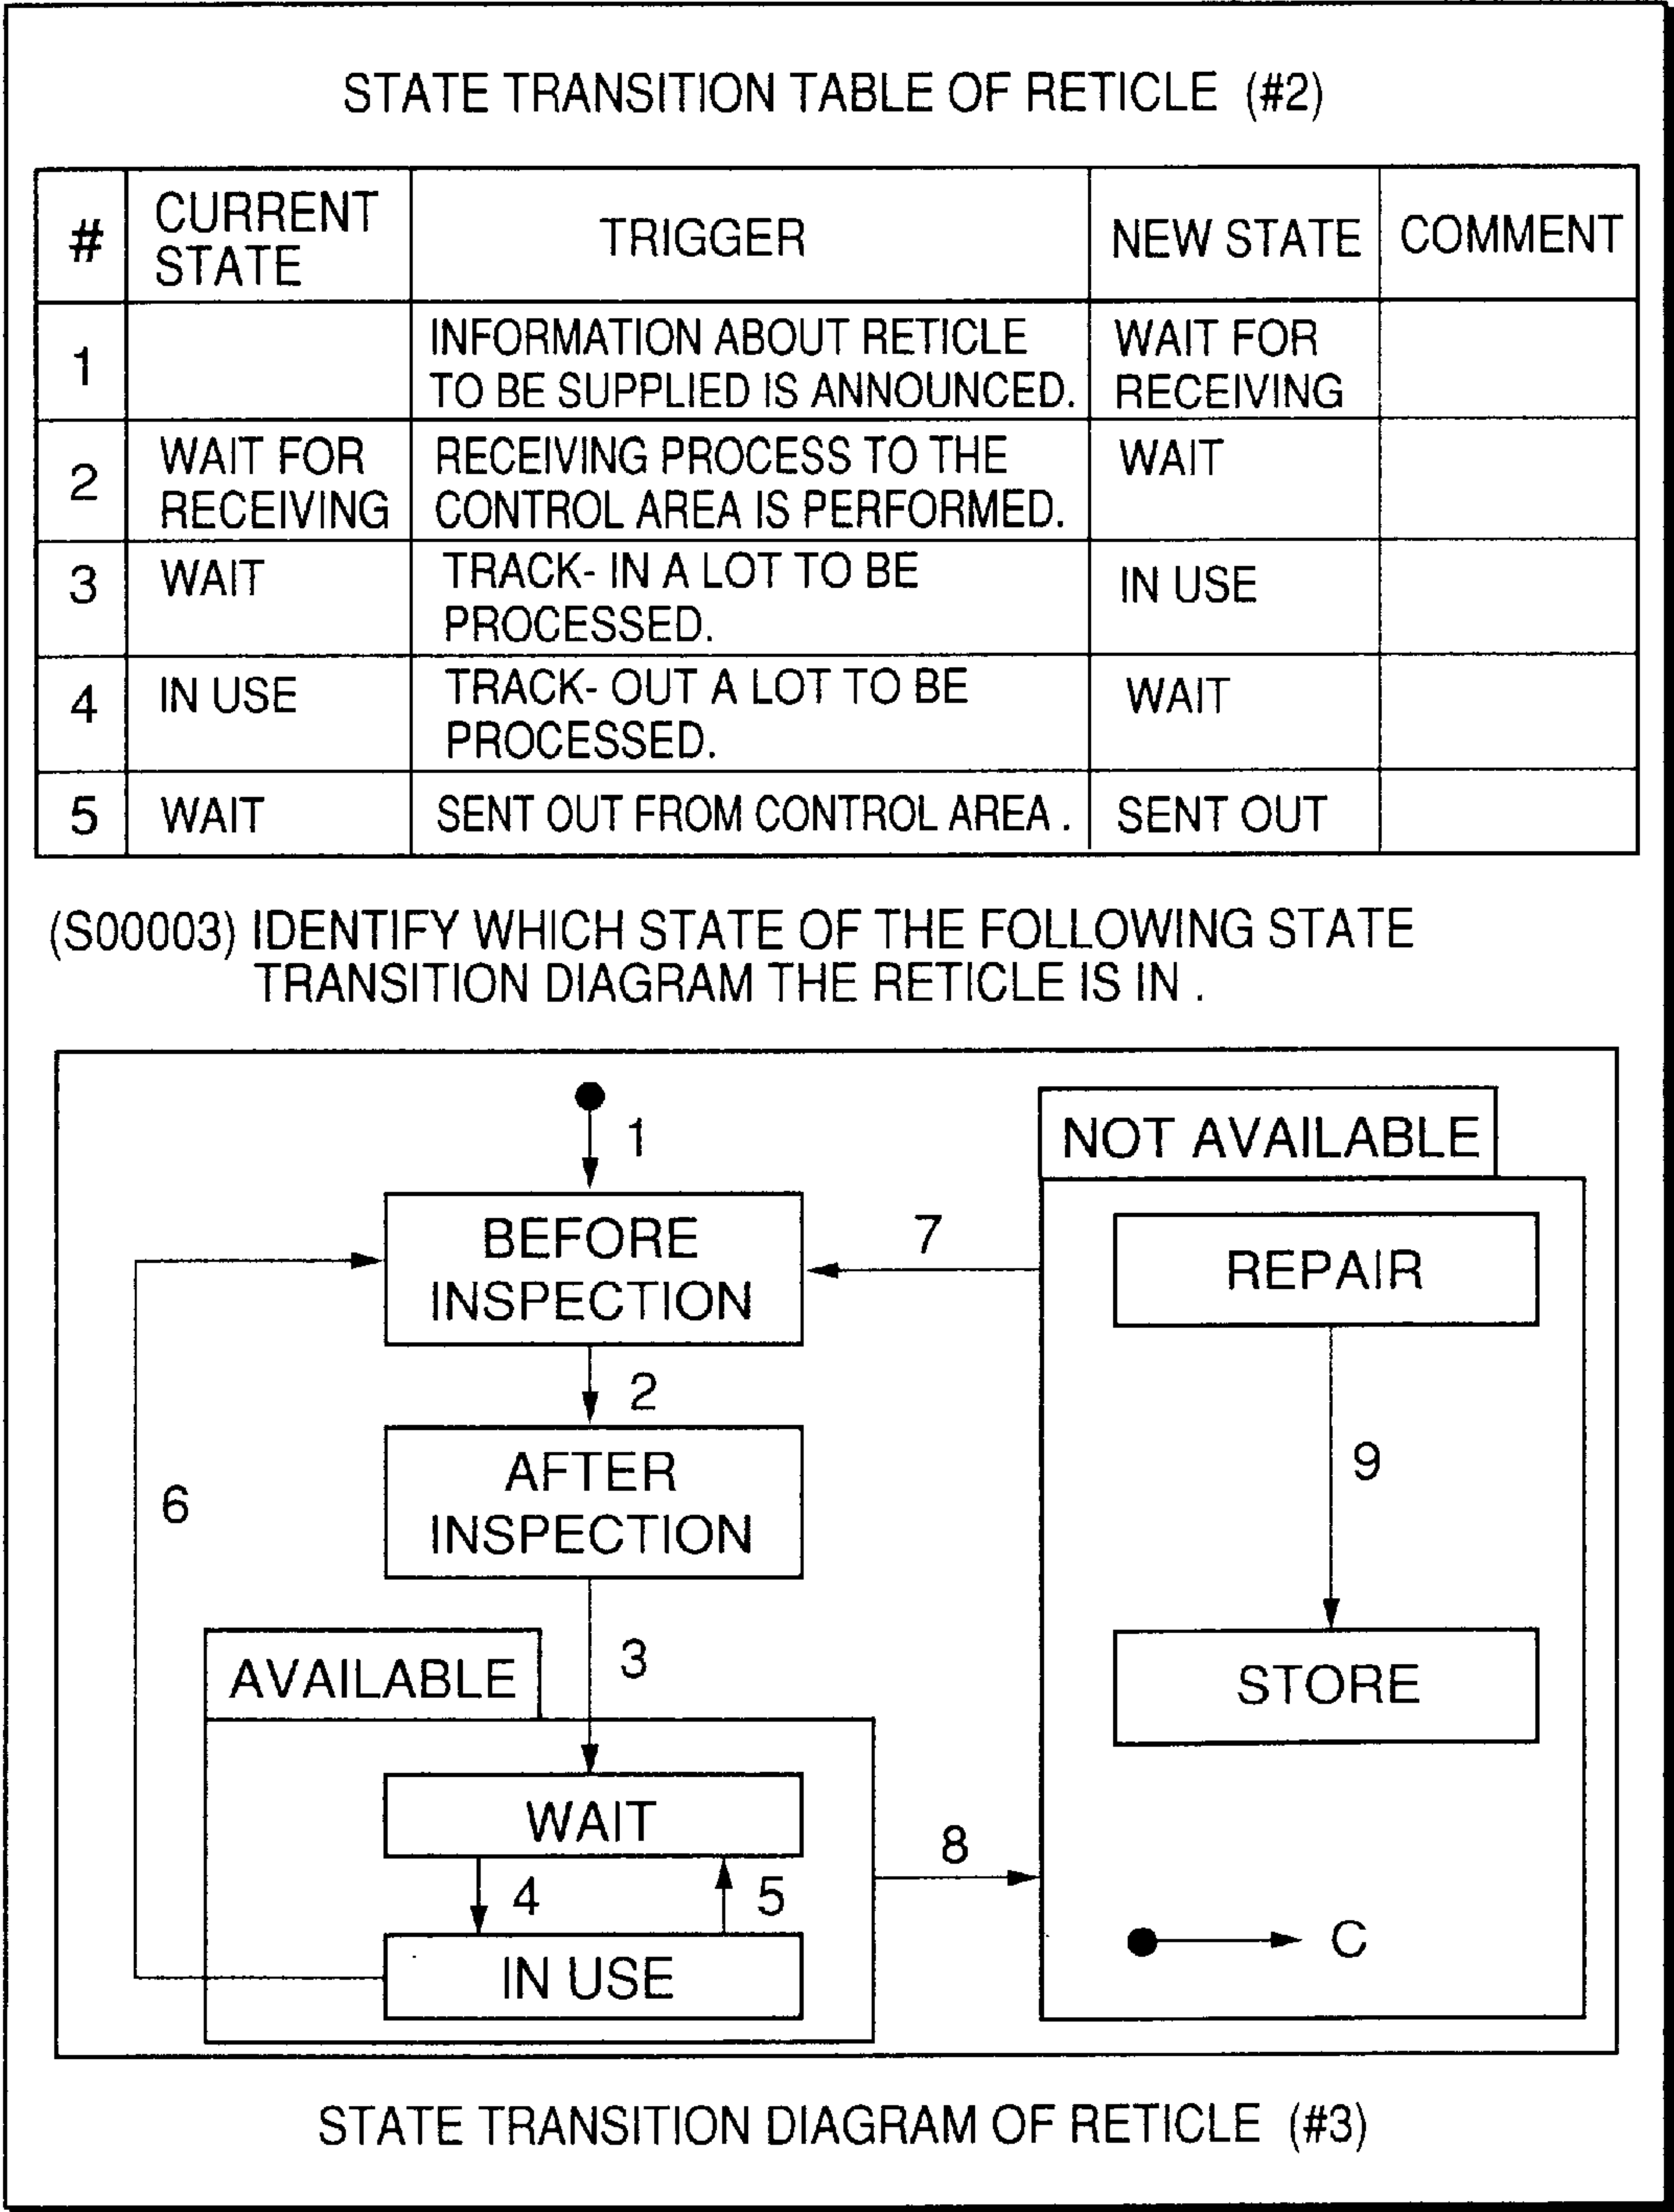 STATE TRANSITION TABLE OF RETICLE (#2)
# CURRENT STATE TRIGGER NEW STATE COMMENT
1 INFORMATION ABOUT RETICLE WAIT FOR
TO BE SUPPLIED IS ANNOUNCED. RECEIVING
2 WAIT FOR RECEIVING PROCESS TO THE WAIT
RECEIVING CONTROL AREA IS PERFORMED.
3 WAIT TRACK- IN A LOT TO BE IN USE
PROCESSED.
4 IN USE TRACK- OUT A LOT TO BE WAIT
PROCESSED.
5 WAIT SENT OUT FROM CONTROL AREA . SENT OUT
(S00003) IDENTIFY WHICH STATE OF THE FOLLOWING STATE
TRANSITION DIAGRAM THE RETICLE IS IN .
1
NOT AVAILABLE
BEFORE
INSPECTION
7
REPAIR
2
AFTER
INSPECTION
6
9
3
AVAILABLE
STORE
WAIT
8
4
5
C
IN USE
STATE TRANSITION DIAGRAM OF RETICLE (#3)